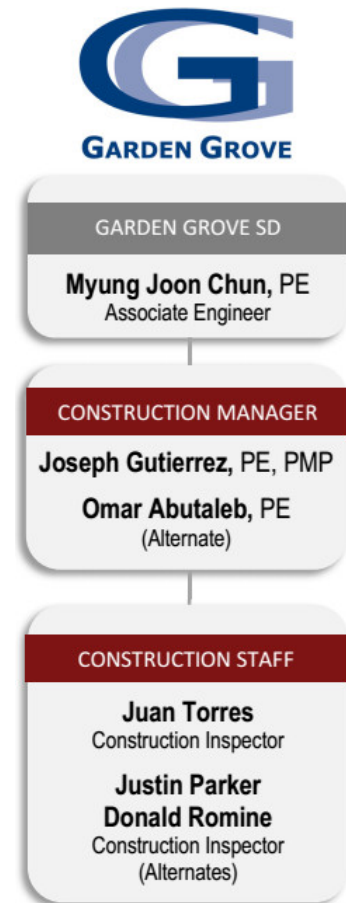 GARDEN GROVE
GARDEN GROVE SD
Myung Joon Chun, PE
Associate Engineer
CONSTRUCTION MANAGER
Joseph Gutierrez, PE, PMP
Omar Abutaleb, PE
(Alternate)
CONSTRUCTION STAFF
Juan Torres
Construction Inspector
Justin Parker
Donald Romine
Construction Inspector
(Alternates)